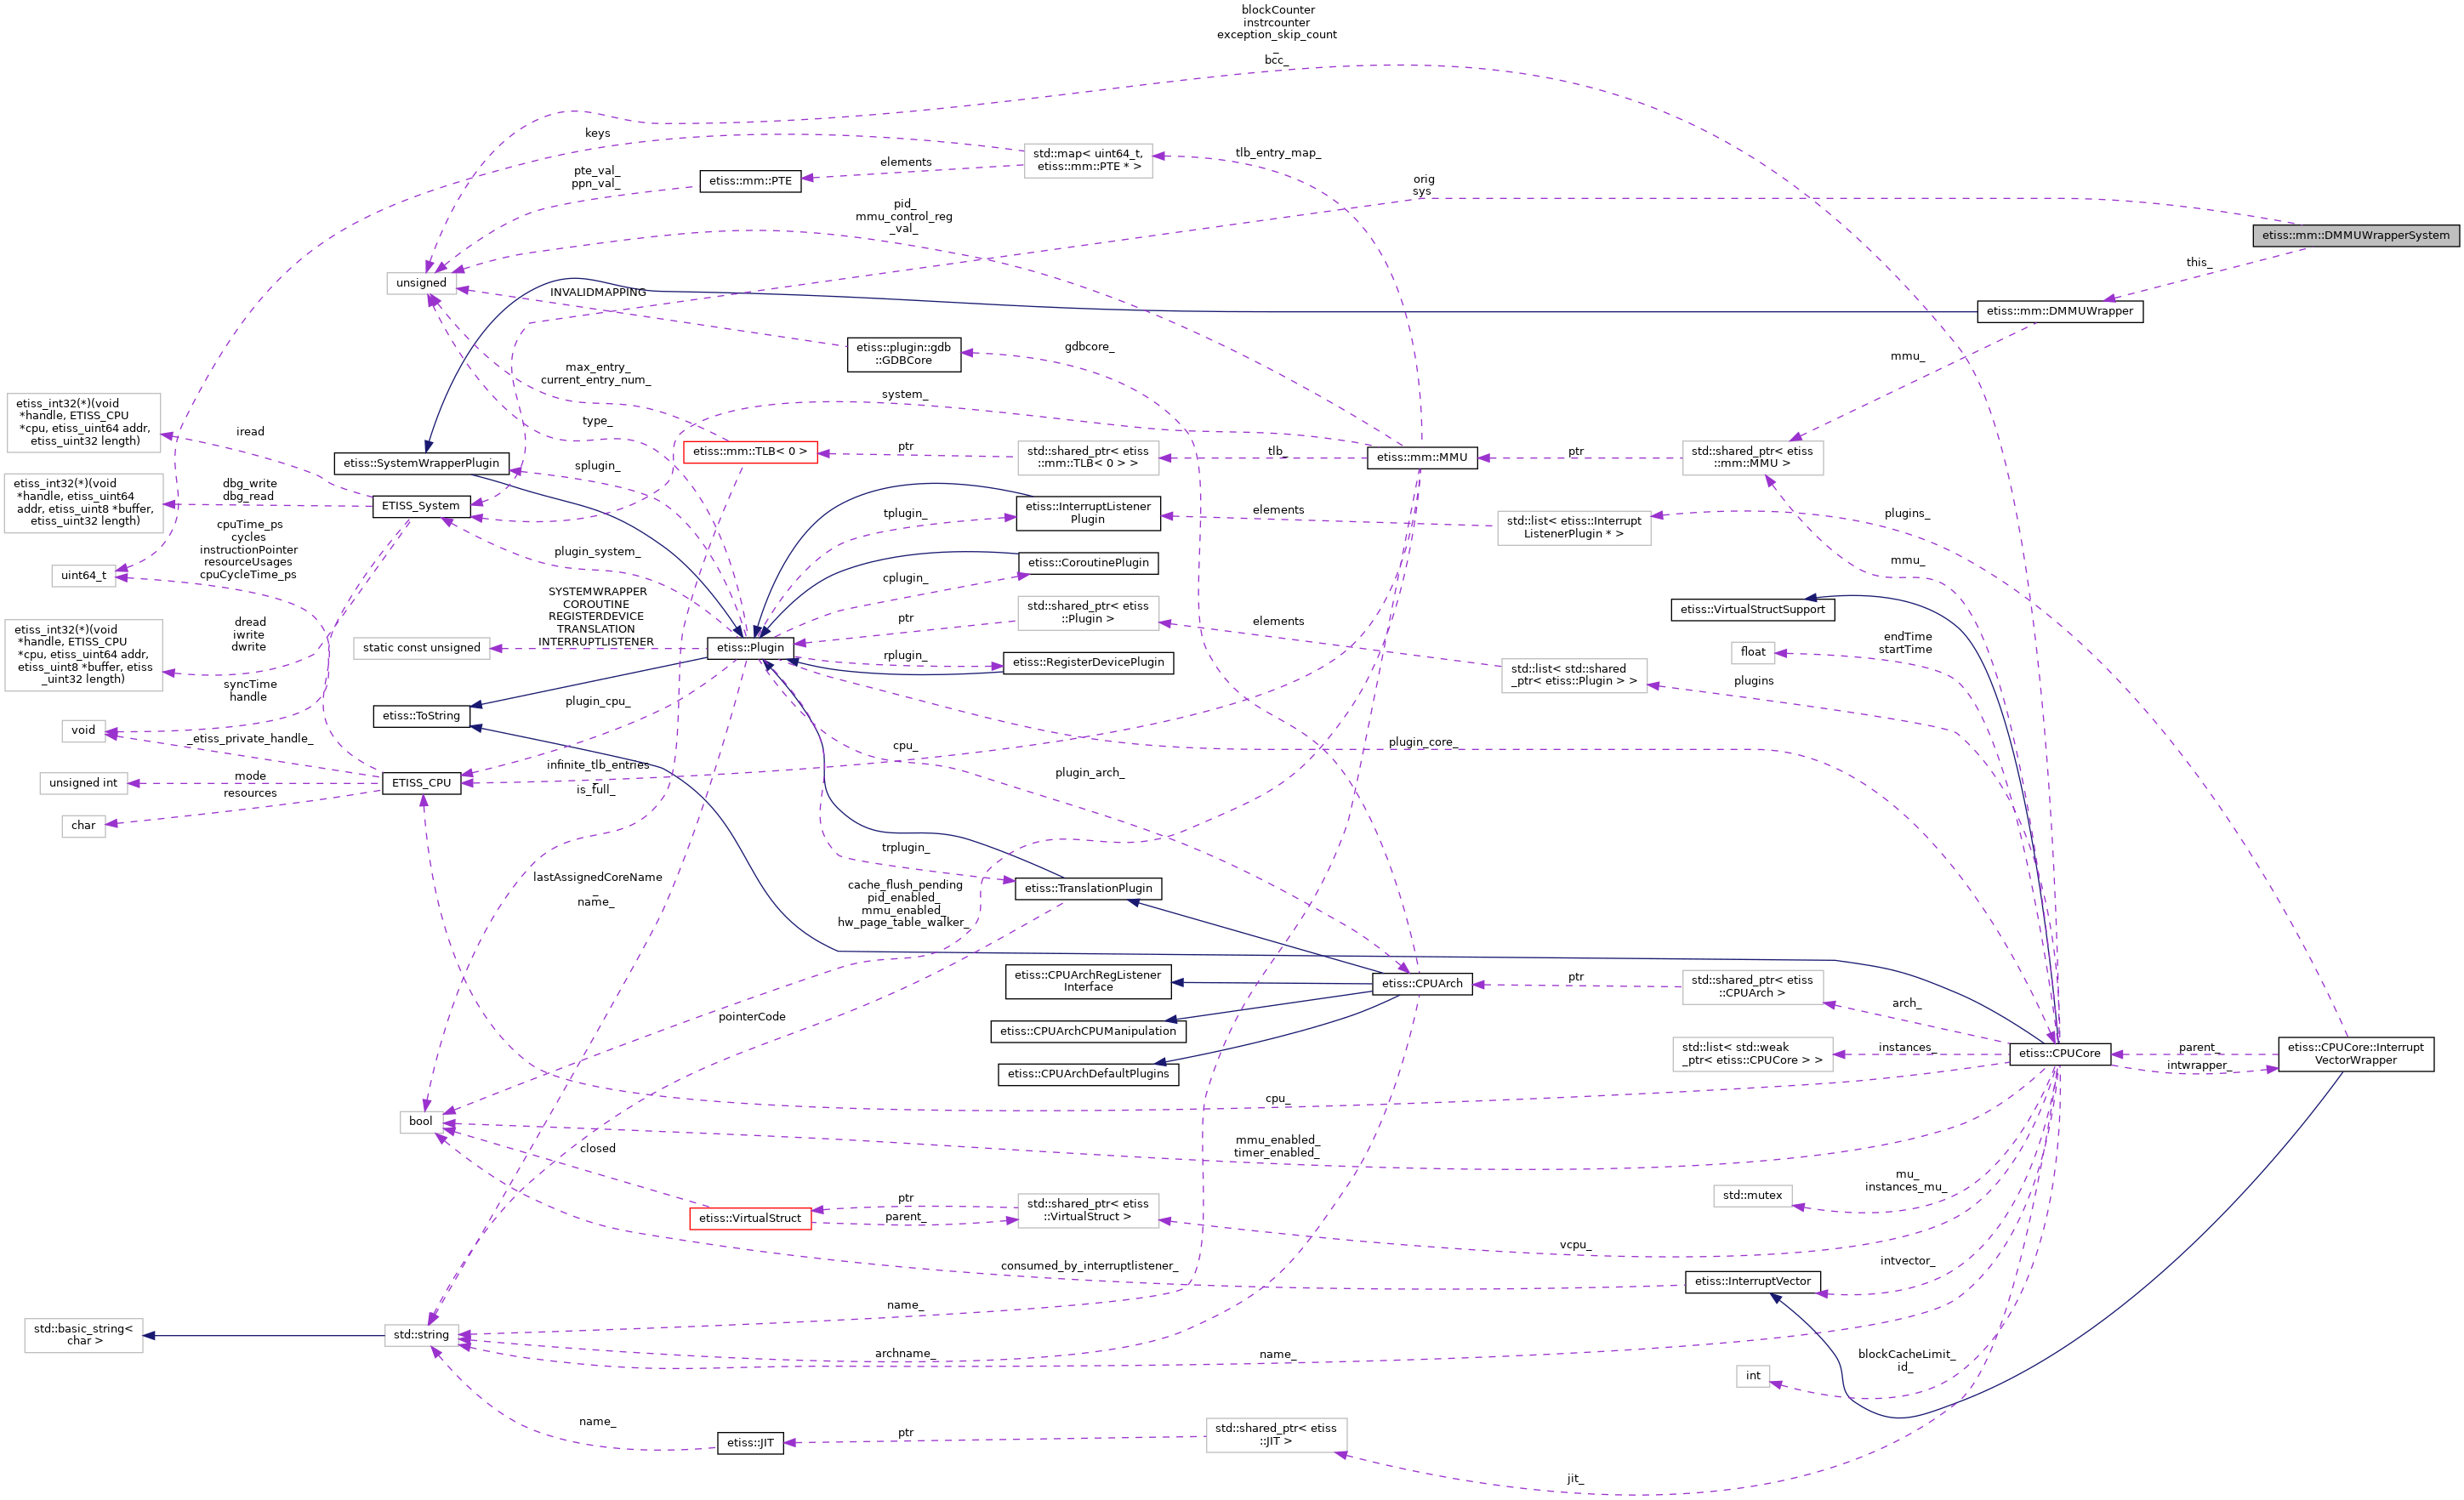 blockCounter
instrcounter
exception_skip_count
_
bcc_
keys
std::map< uint64_t,
etiss::mm::PTE * >
tlb_entry_map_
elements
pte_val_
ppn_val_
etiss::mm::PTE
orig
sys
pid_
mmu_control_reg
_val_
etiss::mm::DMMUWrapperSystem
this_
unsigned
INVALIDMAPPING
etiss::mm::DMMUWrapper
etiss::plugin::gdb
::GDBCore
gdbcore_
mmu_
max_entry_
current_entry_num_
system_
etiss_int32(*)(void
*handle, ETISS_CPU
*cpu, etiss_uint64 addr,
etiss_uint32 length)
iread
type_
etiss::mm::TLB< 0 >
ptr
std::shared_ptr< etiss
::mm::TLB< 0 > >
tlb_
etiss::mm::MMU
ptr
std::shared_ptr< etiss
::mm::MMU >
etiss::SystemWrapperPlugin
splugin_
etiss_int32(*)(void
*handle, etiss_uint64
addr, etiss_uint8 *buffer,
etiss_uint32 length)
dbg_write
dbg_read
ETISS_System
tplugin_
etiss::InterruptListener
Plugin
elements
std::list< etiss::Interrupt
ListenerPlugin * >
plugins_
cpuTime_ps
cycles
instructionPointer
resourceUsages
cpuCycleTime_ps
plugin_system_
uint64_t
cplugin_
etiss::CoroutinePlugin
mmu_
SYSTEMWRAPPER
COROUTINE
REGISTERDEVICE
TRANSLATION
INTERRUPTLISTENER
ptr
std::shared_ptr< etiss
::Plugin >
elements
etiss::VirtualStructSupport
etiss_int32(*)(void
*handle, ETISS_CPU
*cpu, etiss_uint64 addr,
etiss_uint8 *buffer, etiss
_uint32 length)
dread
iwrite
dwrite
static const unsigned
etiss::Plugin
rplugin_
etiss::RegisterDevicePlugin
float
endTime
startTime
std::list< std::shared
_ptr< etiss::Plugin > >
plugins
syncTime
handle
etiss::ToString
plugin_cpu_
void
_etiss_private_handle_
cpu_
plugin_core_
unsigned int
mode
ETISS_CPU
infinite_tlb_entries
_
is_full_
plugin_arch_
resources
char
trplugin_
lastAssignedCoreName
_
name_
cache_flush_pending
pid_enabled_
mmu_enabled_
hw_page_table_walker_
etiss::TranslationPlugin
etiss::CPUArchRegListener
Interface
etiss::CPUArch
ptr
std::shared_ptr< etiss
::CPUArch >
arch_
pointerCode
etiss::CPUArchCPUManipulation
std::list< std::weak
_ptr< etiss::CPUCore > >
instances_
etiss::CPUCore
parent_
intwrapper_
etiss::CPUCore::Interrupt
VectorWrapper
etiss::CPUArchDefaultPlugins
cpu_
bool
closed
mmu_enabled_
timer_enabled_
mu_
instances_mu_
std::mutex
etiss::VirtualStruct
ptr
parent_
std::shared_ptr< etiss
::VirtualStruct >
vcpu_
intvector_
consumed_by_interruptlistener_
etiss::InterruptVector
name_
std::basic_string<
char >
std::string
archname_
name_
blockCacheLimit_
id_
int
name_
etiss::JIT
ptr
std::shared_ptr< etiss
::JIT >
jit_